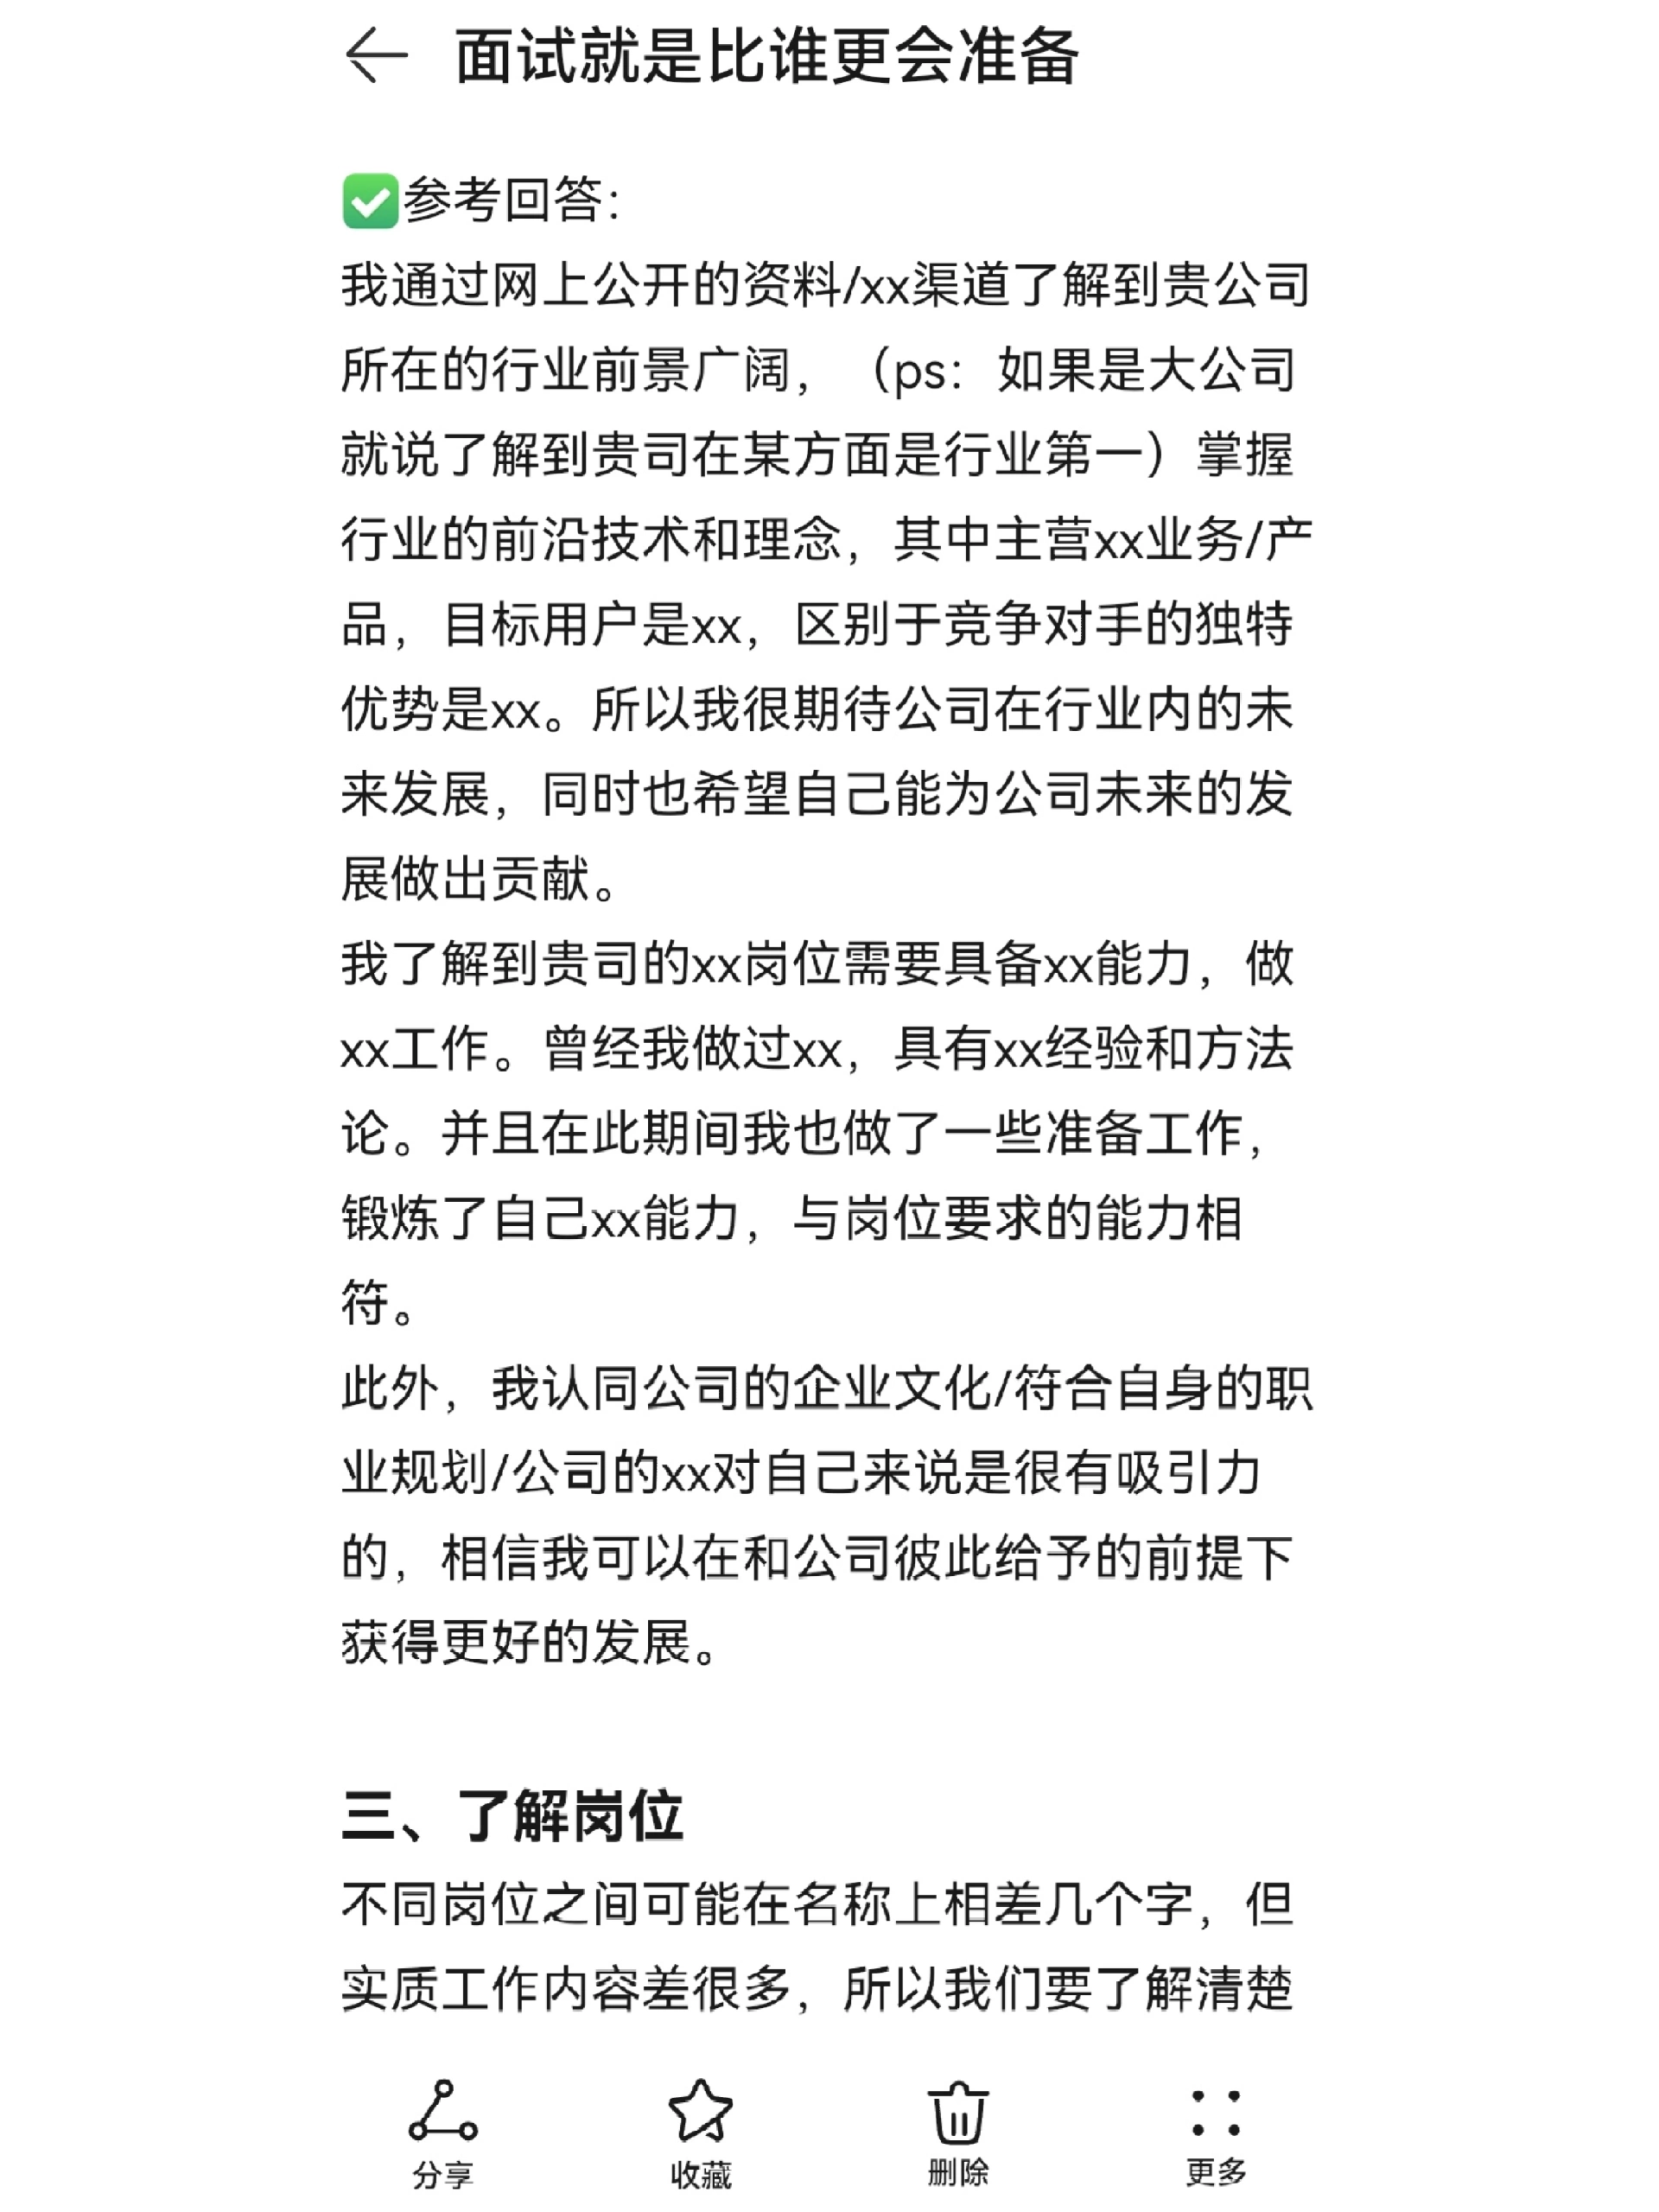 面试就是比谁更会准备
✅参考回答：
我通过网上公开的资料/xx渠道了解到贵公司
所在的行业前景广阔，（ps：如果是大公司
就说了解到贵司在某方面是行业第一）掌握
行业的前沿技术和理念，其中主营xx业务/产
品，目标用户是xx，区别于竞争对手的独特
优势是xx。所以我很期待公司在行业内的未
来发展，同时也希望自己能为公司未来的发
展做出贡献。
我了解到贵司的xx岗位需要具备xx能力，做
xx工作。曾经我做过xx，具有xx经验和方法
论。并且在此期间我也做了一些准备工作，
锻炼了自己xx能力，与岗位要求的能力相
符。
此外，我认同公司的企业文化/符合自身的职
业规划/公司的xx对自己来说是很有吸引力
的，相信我可以在和公司彼此给予的前提下
获得更好的发展。
三、了解岗位
不同岗位之间可能在名称上相差几个字，但
实质工作内容差很多，所以我们要了解清楚
分享 收藏 删除 更多